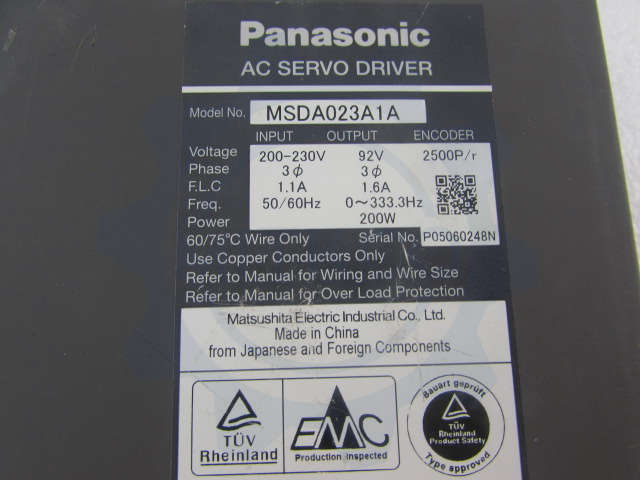 Panasonic
AC SERVO DRIVER
Model No. MSDA023A1A
INPUT OUTPUT ENCODER
Voltage 200-230V 92V 2500P/r
Phase 3ϕ 3ϕ
F.L.C 1.1A 1.6A
Freq. 50/60Hz 0～333.3Hz
Power 200W
60/75℃ Wire Only Serial No. P05060248N
Use Copper Conductors Only
Refer to Manual for Wiring and Wire Size
Refer to Manual for Over Load Protection
Matsushita Electric Industrial Co., Ltd.
Made in China
from Japanese and Foreign Components
TÜV
Rheinland
EMC
Production Inspected
Bauart geprüft
TÜV
Rheinland
Product Safety
Type approved